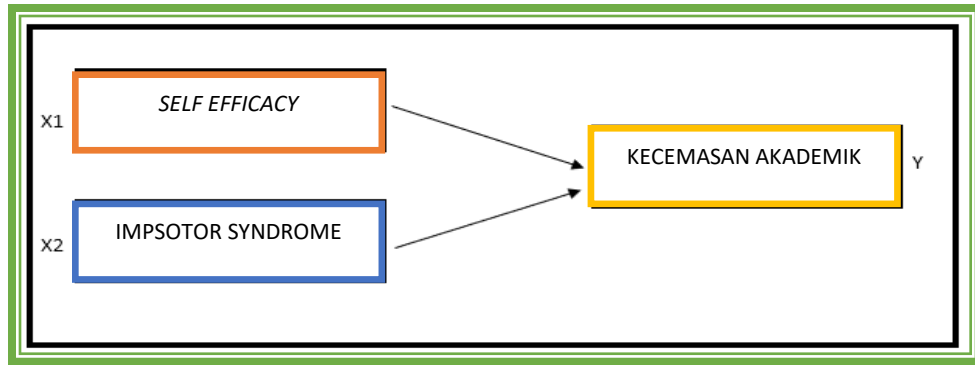 X1
SELF EFFICACY
KECEMASAN AKADEMIK
Y
X2
IMPSOTOR SYNDROME